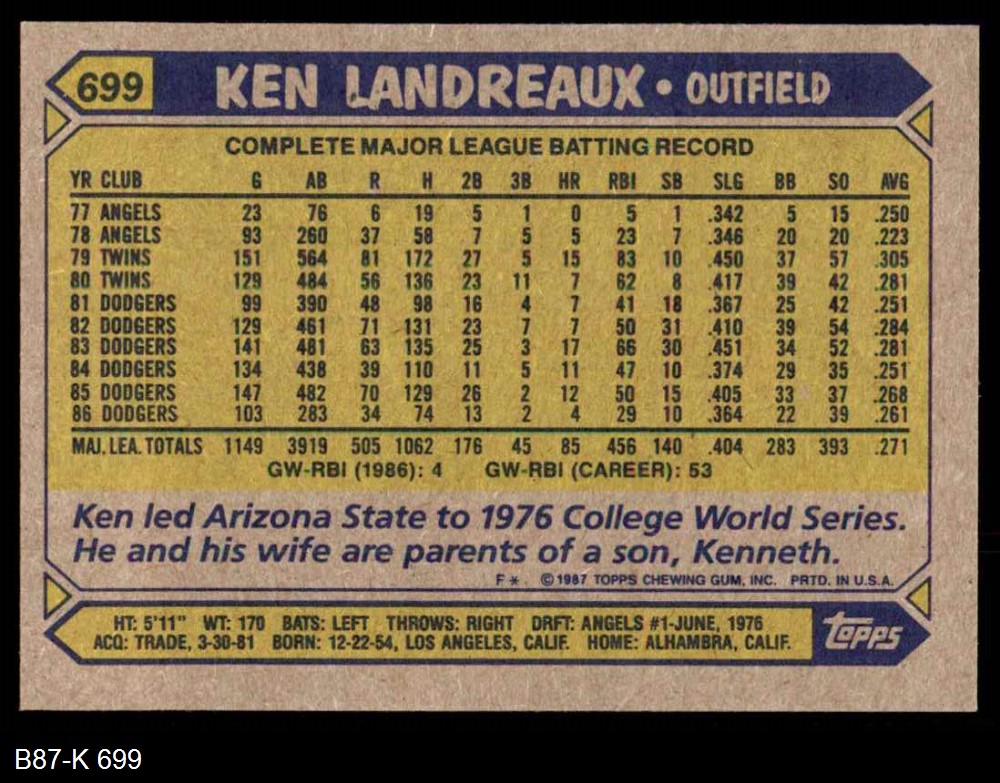 699 KEN LANDREAUX • OUTFIELD
COMPLETE MAJOR LEAGUE BATTING RECORD
YR CLUB G AB R H 2B 3B HR RBI SB SLG BB SO AVG
77 ANGELS 23 76 6 19 5 1 0 5 1 .342 5 15 .250
78 ANGELS 93 260 37 58 7 5 5 23 7 .346 20 20 .223
79 TWINS 151 564 81 172 27 5 15 83 10 .450 37 57 .305
80 TWINS 129 484 56 136 23 11 7 62 8 .417 39 42 .281
81 DODGERS 99 390 48 98 16 4 7 41 18 .367 25 42 .251
82 DODGERS 129 461 71 131 23 7 7 50 31 .410 39 54 .284
83 DODGERS 141 481 63 135 25 3 17 66 30 .451 34 52 .281
84 DODGERS 134 438 39 110 11 5 11 47 10 .374 29 35 .251
85 DODGERS 147 482 70 129 26 2 12 50 15 .405 33 37 .268
86 DODGERS 103 283 34 74 13 2 4 29 10 .364 22 39 .261
MAJ. LEA. TOTALS 1149 3919 505 1062 176 45 85 456 140 .404 283 393 .271
GW-RBI (1986): 4 GW-RBI (CAREER): 53
Ken led Arizona State to 1976 College World Series.
He and his wife are parents of a son, Kenneth.
F* ©1987 TOPPS CHEWING GUM, INC. PRTD. IN U.S.A.
HT: 5'11" WT: 170 BATS: LEFT THROWS: RIGHT DRFT: ANGELS #1-JUNE, 1976
ACQ: TRADE, 3-30-81 BORN: 12-22-54, LOS ANGELES, CALIF. HOME: ALHAMBRA, CALIF.
topps
B87-K 699